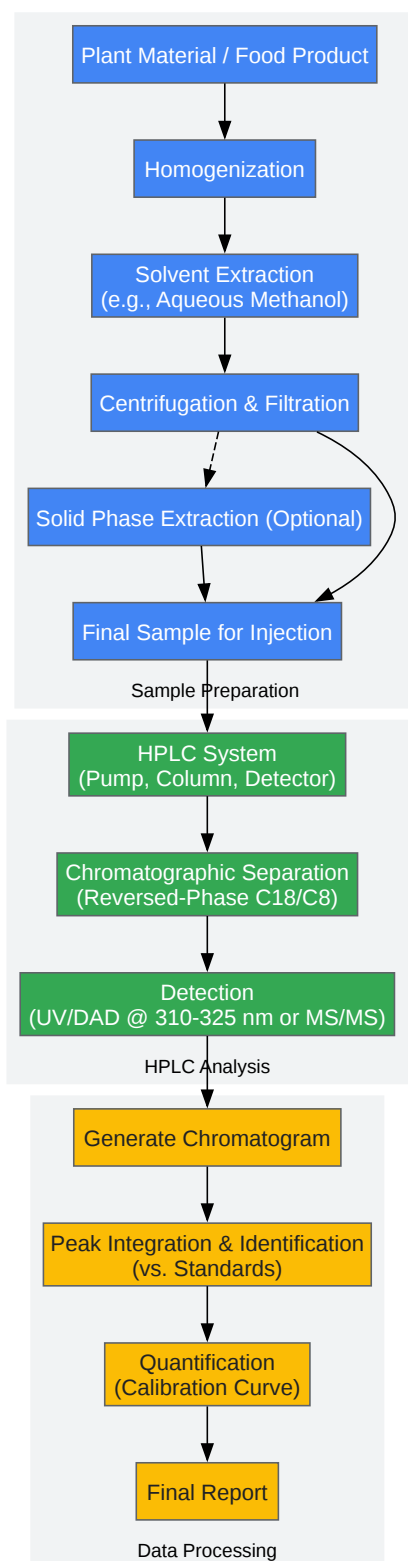 Plant Material / Food Product
Homogenization
Solvent Extraction
(e.g., Aqueous Methanol)
Centrifugation & Filtration
Solid Phase Extraction (Optional)
Final Sample for Injection
Sample Preparation
HPLC System
(Pump, Column, Detector)
Chromatographic Separation
(Reversed-Phase C18/C8)
Detection
(UV/DAD @ 310-325 nm or MS/MS)
HPLC Analysis
Generate Chromatogram
Peak Integration & Identification
(vs. Standards)
Quantification
(Calibration Curve)
Final Report
Data Processing